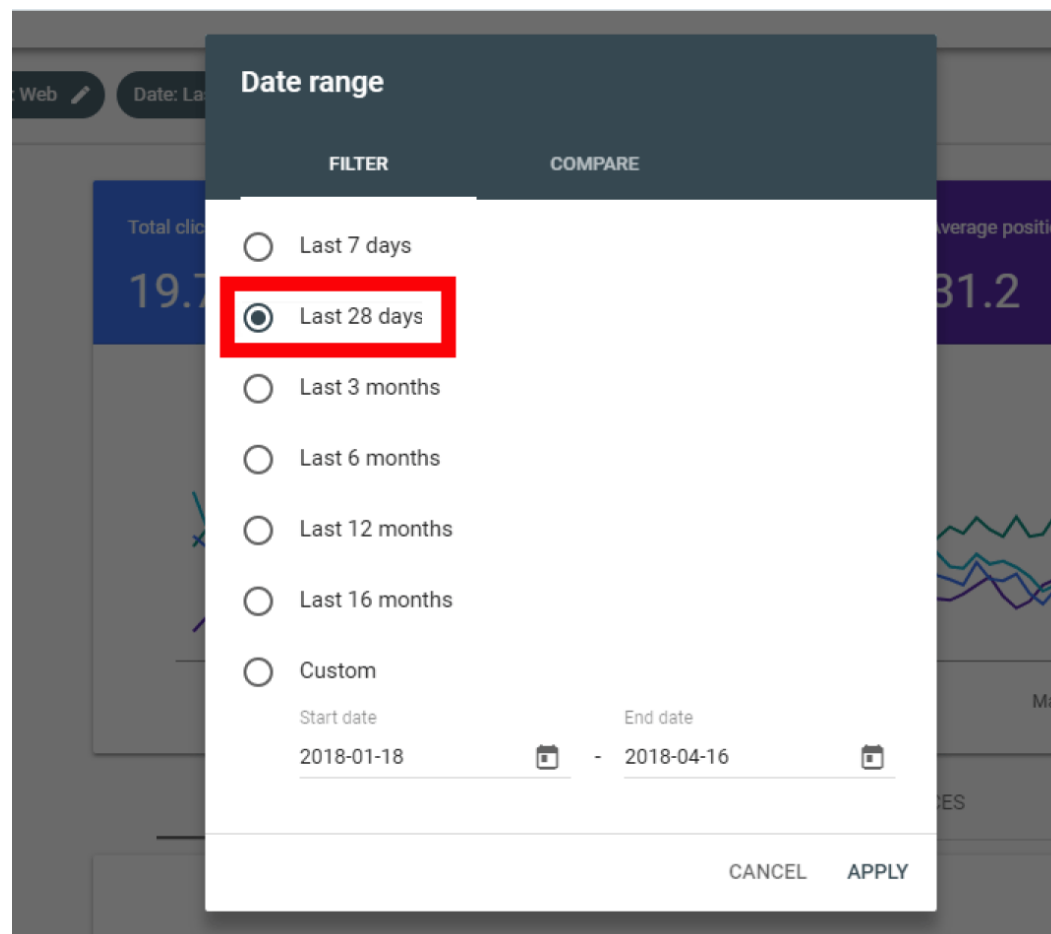 Web
Date: La
Date range
FILTER
COMPARE
Total clic
19.7
Average positi
31.2
Last 7 days
Last 28 days
Last 3 months
Last 6 months
Last 12 months
Last 16 months
Custom
Start date
End date
2018-01-18
-
2018-04-16
Ma
CES
CANCEL
APPLY